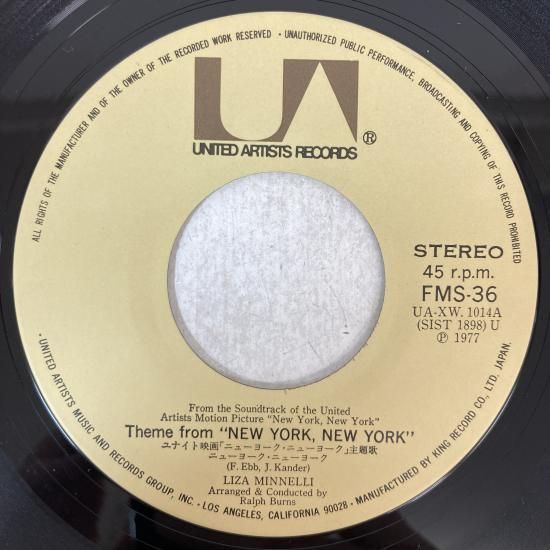 ALL RIGHTS OF THE MANUFACTURER AND OF THE OWNER OF THE RECORDED WORK RESERVED • UNAUTHORIZED PUBLIC PERFORMANCE, BROADCASTING AND COPYING OF THIS RECORD PROHIBITED
UA®
UNITED ARTISTS RECORDS
STEREO
45 r.p.m.
FMS-36
UA-XW. 1014A
(SIST 1898) U
Ⓟ 1977
From the Soundtrack of the United
Artists Motion Picture "New York, New York"
Theme from "NEW YORK, NEW YORK"
ユナイト映画「ニューヨーク・ニューヨーク」主題歌
ニューヨーク・ニューヨーク
(F. Ebb, J. Kander)
LIZA MINNELLI
Arranged & Conducted by
Ralph Burns
• UNITED ARTISTS MUSIC AND RECORDS GROUP, INC. • LOS ANGELES, CALIFORNIA 90028 • MANUFACTURED BY KING RECORD CO., LTD. JAPAN.